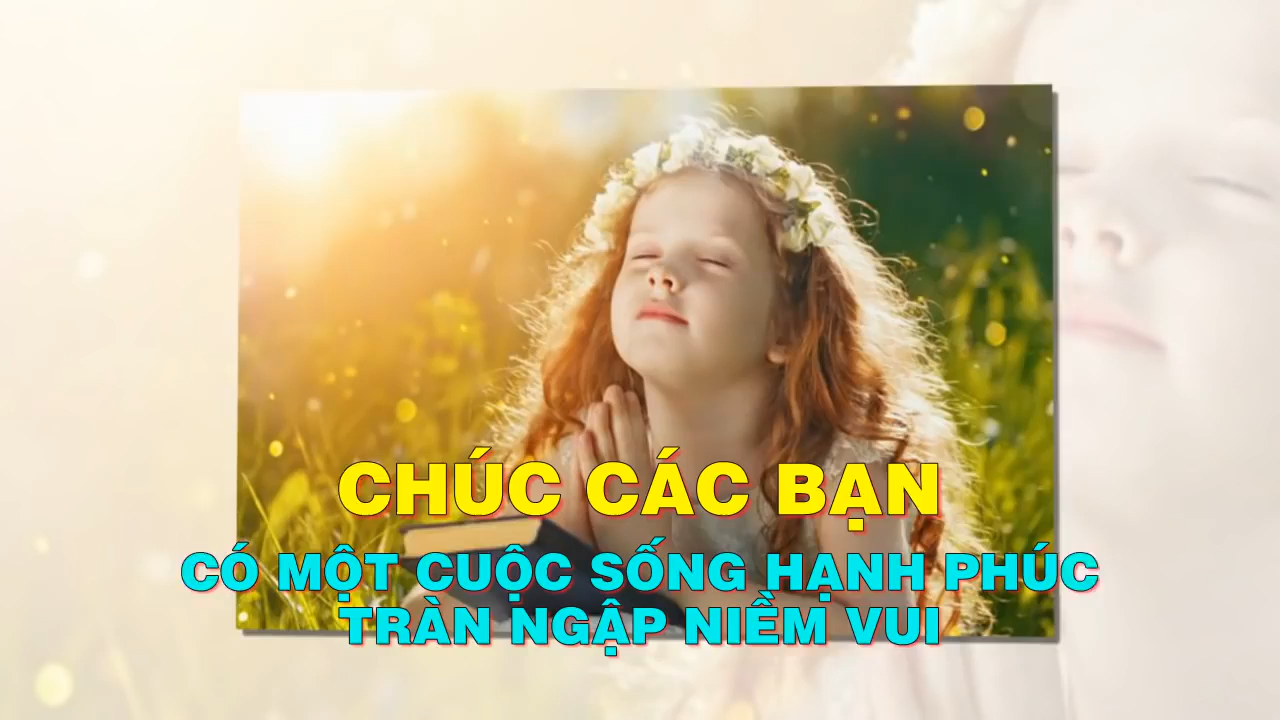 CHÚC CÁC BẠN
CÓ MỘT CUỘC SỐNG HẠNH PHÚC
TRÀN NGẬP NIỀM VUI